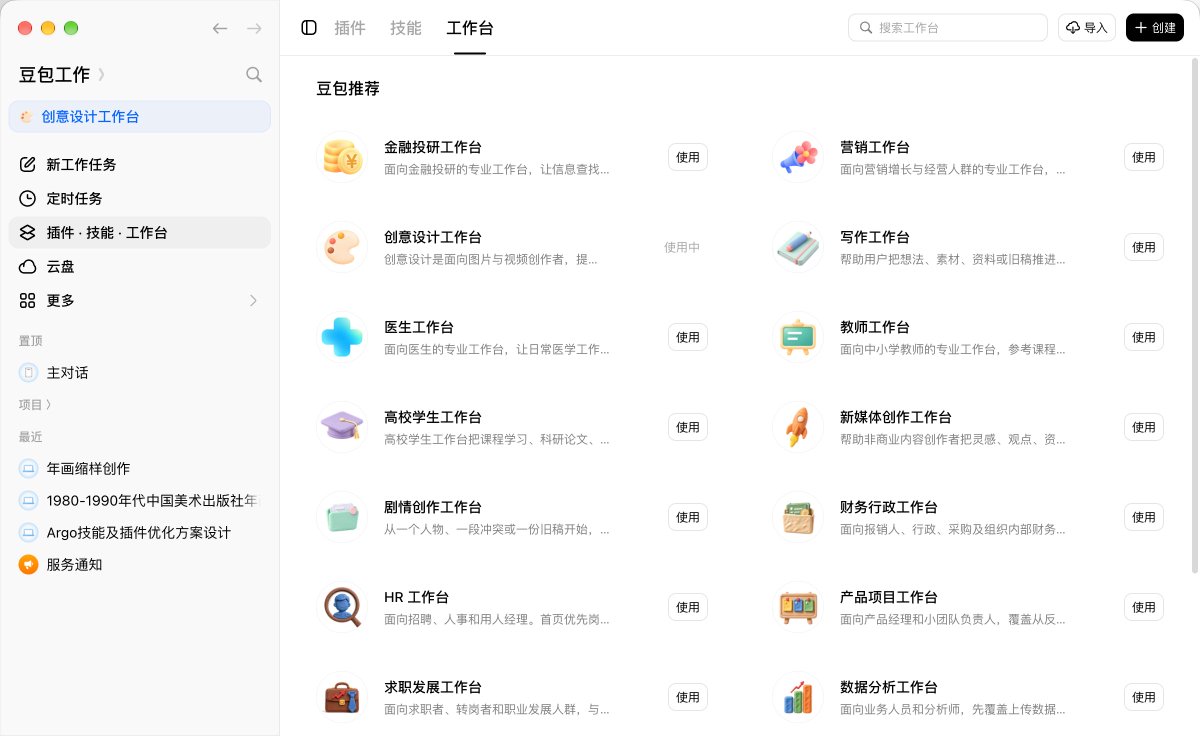 插件 技能 工作台
搜索工作台
导入
创建
豆包工作
创意设计工作台
新工作任务
定时任务
插件 · 技能 · 工作台
云盘
更多
置顶
主对话
项目
最近
年画缩样创作
1980-1990年代中国美术出版社年
Argo技能及插件优化方案设计
服务通知
豆包推荐
金融投研工作台
面向金融投研的专业工作台，让信息查找...
使用
营销工作台
面向营销增长与经营人群的专业工作台，...
使用
创意设计工作台
创意设计是面向图片与视频创作者，提...
使用中
写作工作台
帮助用户把想法、素材、资料或旧稿推进...
使用
医生工作台
面向医生的专业工作台，让日常医学工作...
使用
教师工作台
面向中小学教师的专业工作台，参考课程...
使用
高校学生工作台
高校学生工作台把课程学习、科研论文、...
使用
新媒体创作工作台
帮助非商业内容创作者把灵感、观点、资...
使用
剧情创作工作台
从一个人物、一段冲突或一份旧稿开始，...
使用
财务行政工作台
面向报销人、行政、采购及组织内部财务...
使用
HR 工作台
面向招聘、人事和用人经理。首页优先岗...
使用
产品项目工作台
面向产品经理和小团队负责人，覆盖从反...
使用
求职发展工作台
面向求职者、转岗者和职业发展人群，与...
使用
数据分析工作台
面向业务人员和分析师，先覆盖上传数据...
使用